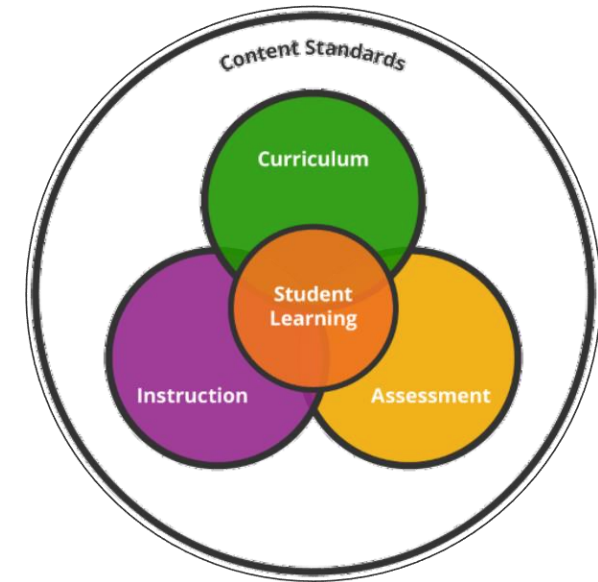 Content Standards
Curriculum
Student
Learning
Instruction
Assessment